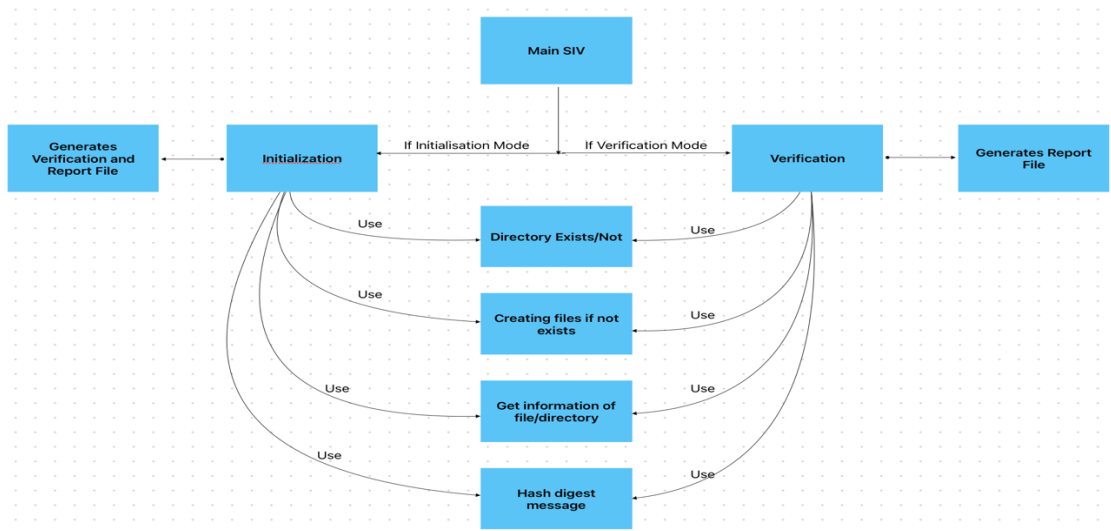 Main SIV
Generates
Verification and
Report File
Initialization
If Initialisation Mode
If Verification Mode
Verification
Generates Report
File
Use
Directory Exists/Not
Use
Use
Creating files if not
exists
Use
Use
Get information of
file/directory
Use
Use
Hash digest
message
Use